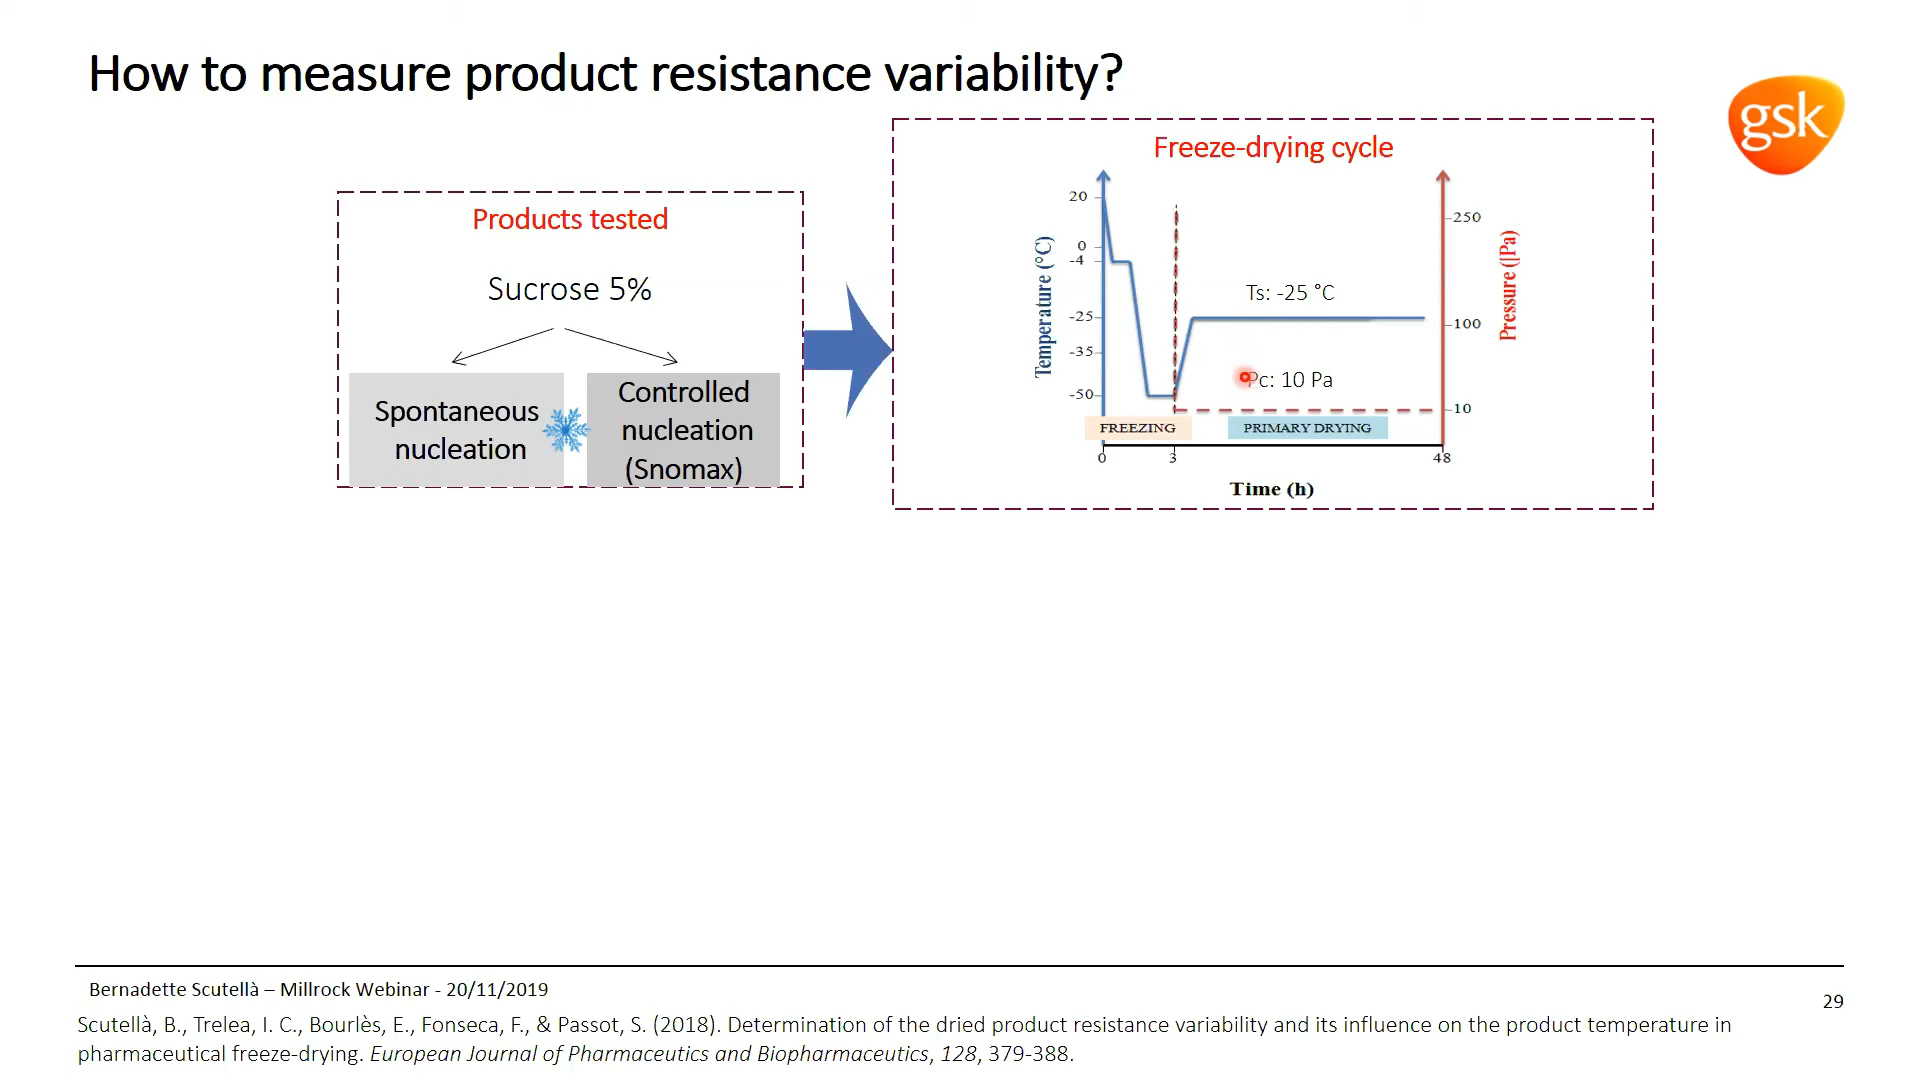 How to measure product resistance variability?
gsk
Products tested
Sucrose 5%
Spontaneous
nucleation
Controlled
nucleation
(Snomax)
Freeze-drying cycle
Temperature (°C)
20
0
-4
-25
-35
-50
Ts: -25 °C
Pc: 10 Pa
250
100
10
Pressure (|Pa)
FREEZING
PRIMARY DRYING
0
3
48
Time (h)
Bernadette Scutellà – Millrock Webinar - 20/11/2019
29
Scutellà, B., Trelea, I. C., Bourlès, E., Fonseca, F., & Passot, S. (2018). Determination of the dried product resistance variability and its influence on the product temperature in
pharmaceutical freeze-drying. European Journal of Pharmaceutics and Biopharmaceutics, 128, 379-388.